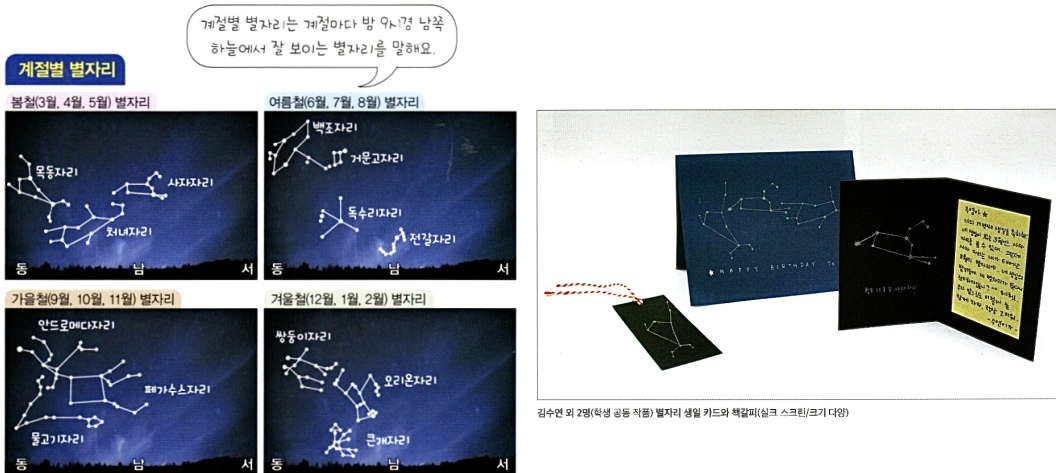 계절별 별자리는 계절마다 밤 9시경 남쪽
하늘에서 잘 보이는 별자리를 말해요.
계절별 별자리
봄철(3월, 4월, 5월) 별자리
목동자리
사자자리
처녀자리
동 남 서
여름철(6월, 7월, 8월) 별자리
백조자리
거문고자리
독수리자리
전갈자리
동 남 서
가을철(9월, 10월, 11월) 별자리
안드로메다자리
페가수스자리
물고기자리
동 남 서
겨울철(12월, 1월, 2월) 별자리
쌍둥이자리
오리온자리
큰개자리
동 남 서
HAPPY BIRTHDAY
김수연 외 2명(학생 공동 작품) 별자리 생일 카드와 책갈피(실크 스크린/크기 다양)